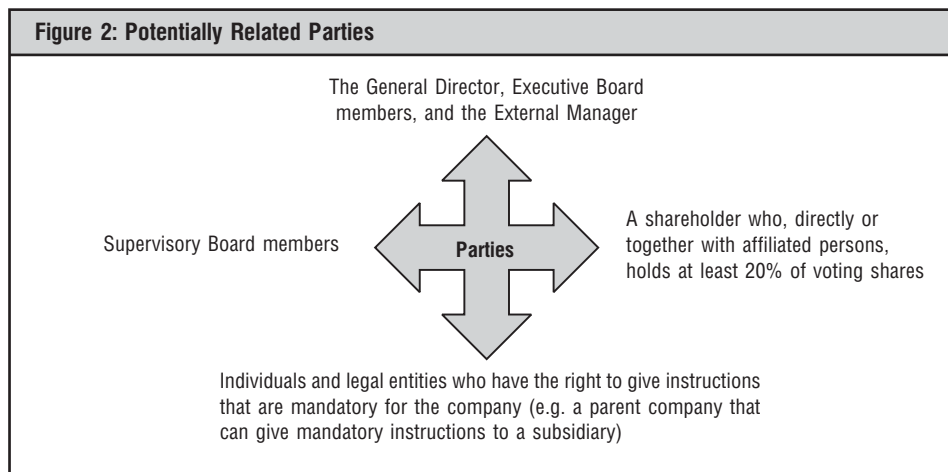 Figure 2: Potentially Related Parties
The General Director, Executive Board
members, and the External Manager
Supervisory Board members
Parties
A shareholder who, directly or
together with affiliated persons,
holds at least 20% of voting shares
Individuals and legal entities who have the right to give instructions
that are mandatory for the company (e.g. a parent company that
can give mandatory instructions to a subsidiary)